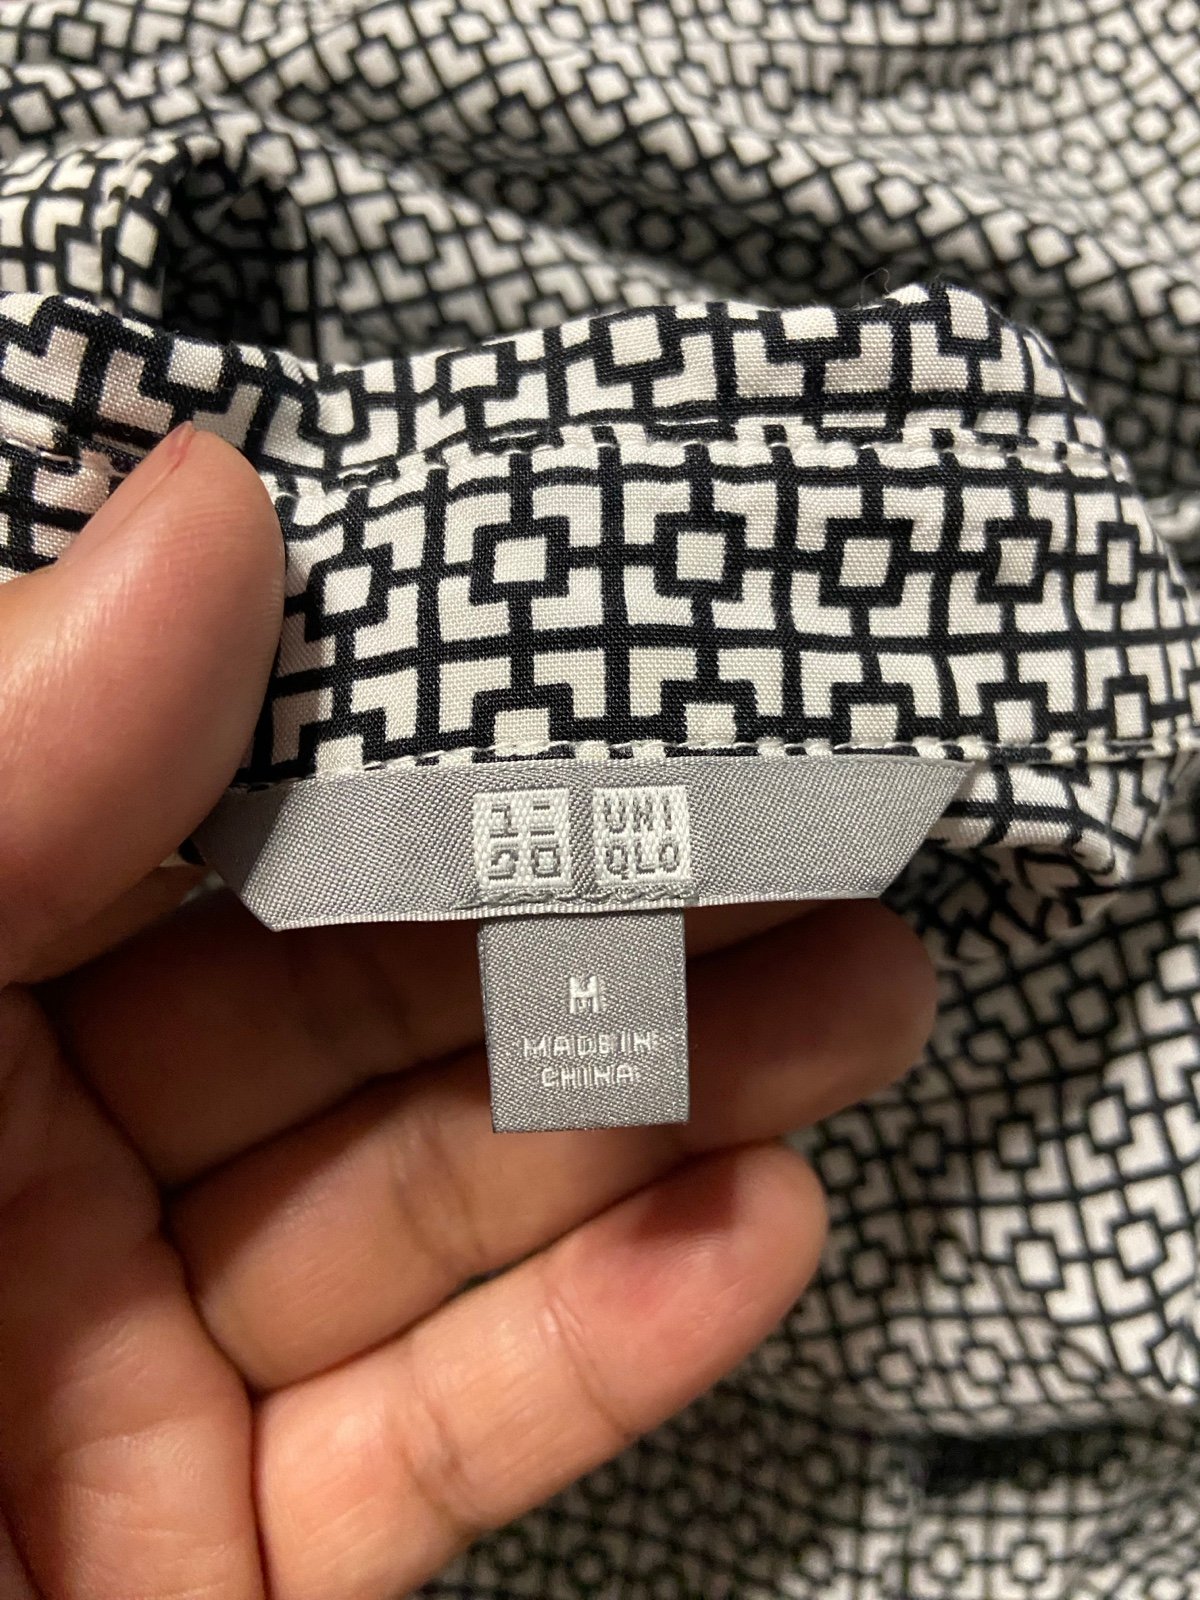 ユニ UNI
クロ QLO
M
MADE IN
CHINA